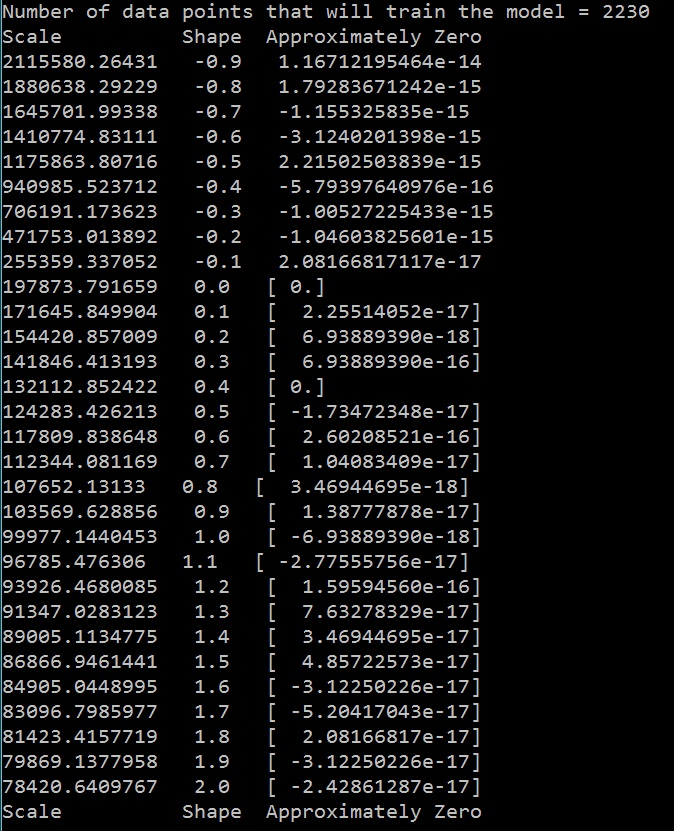 Number of data points that will train the model = 2230
Scale Shape Approximately Zero
2115580.26431 -0.9 1.16712195464e-14
1880638.29229 -0.8 1.79283671242e-15
1645701.99338 -0.7 -1.155325835e-15
1410774.83111 -0.6 -3.1240201398e-15
1175863.80716 -0.5 2.21502503839e-15
940985.523712 -0.4 -5.79397640976e-16
706191.173623 -0.3 -1.00527225433e-15
471753.013892 -0.2 -1.04603825601e-15
255359.337052 -0.1 2.08166817117e-17
197873.791659 0.0 [ 0.]
171645.849904 0.1 [ 2.25514052e-17]
154420.857009 0.2 [ 6.93889390e-18]
141846.413193 0.3 [ 6.93889390e-16]
132112.852422 0.4 [ 0.]
124283.426213 0.5 [ -1.73472348e-17]
117809.838648 0.6 [ 2.60208521e-16]
112344.081169 0.7 [ 1.04083409e-17]
107652.13133 0.8 [ 3.46944695e-18]
103569.628856 0.9 [ 1.38777878e-17]
99977.1440453 1.0 [ -6.93889390e-18]
96785.476306 1.1 [ -2.77555756e-17]
93926.4680085 1.2 [ 1.59594560e-16]
91347.0283123 1.3 [ 7.63278329e-17]
89005.1134775 1.4 [ 3.46944695e-17]
86866.9461441 1.5 [ 4.85722573e-17]
84905.0448995 1.6 [ -3.12250226e-17]
83096.7985977 1.7 [ -5.20417043e-17]
81423.4157719 1.8 [ 2.08166817e-17]
79869.1377958 1.9 [ -3.12250226e-17]
78420.6409767 2.0 [ -2.42861287e-17]
Scale Shape Approximately Zero